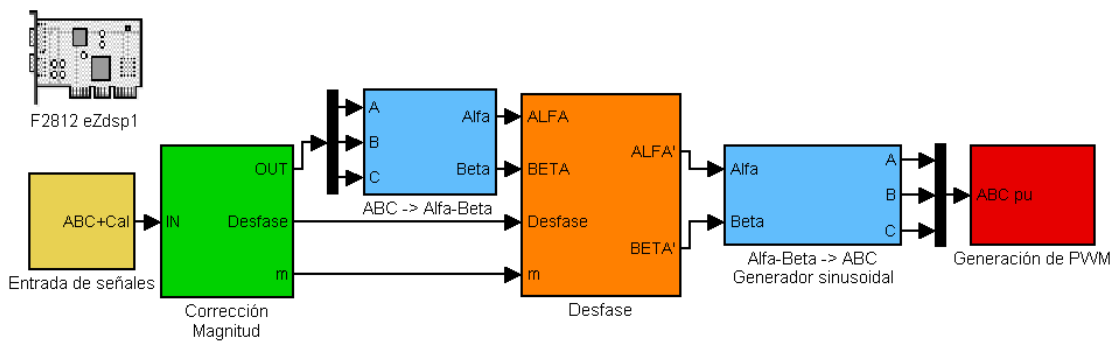 F2812 eZdsp1
ABC+Cal
Entrada de señales
IN
OUT
Desfase
m
Corrección
Magnitud
A
B
C
Alfa
Beta
ABC -> Alfa-Beta
ALFA
BETA
Desfase
m
ALFA'
BETA'
Desfase
Alfa
Beta
A
B
C
Alfa-Beta -> ABC
Generador sinusoidal
ABC pu
Generación de PWM